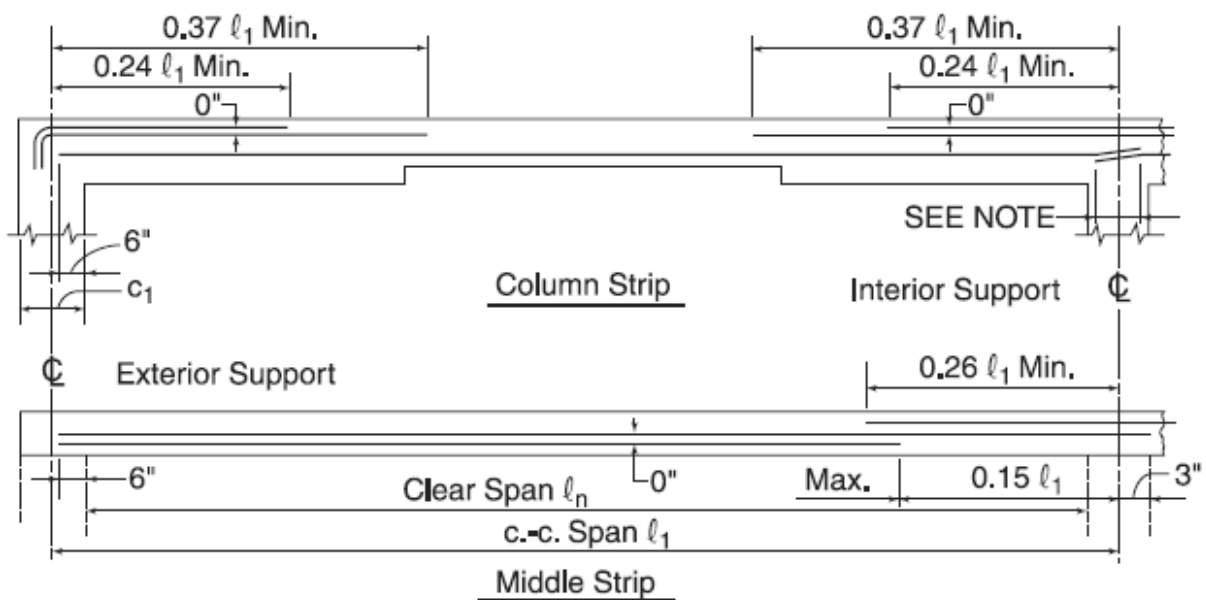 0.37 ℓ1 Min.
0.37 ℓ1 Min.
0.24 ℓ1 Min.
0.24 ℓ1 Min.
0"
0"
SEE NOTE
6"
c1
Column Strip
Interior Support
℄
℄
Exterior Support
0.26 ℓ1 Min.
6"
Clear Span ℓn
0"
Max.
0.15 ℓ1
3"
c.-c. Span ℓ1
Middle Strip